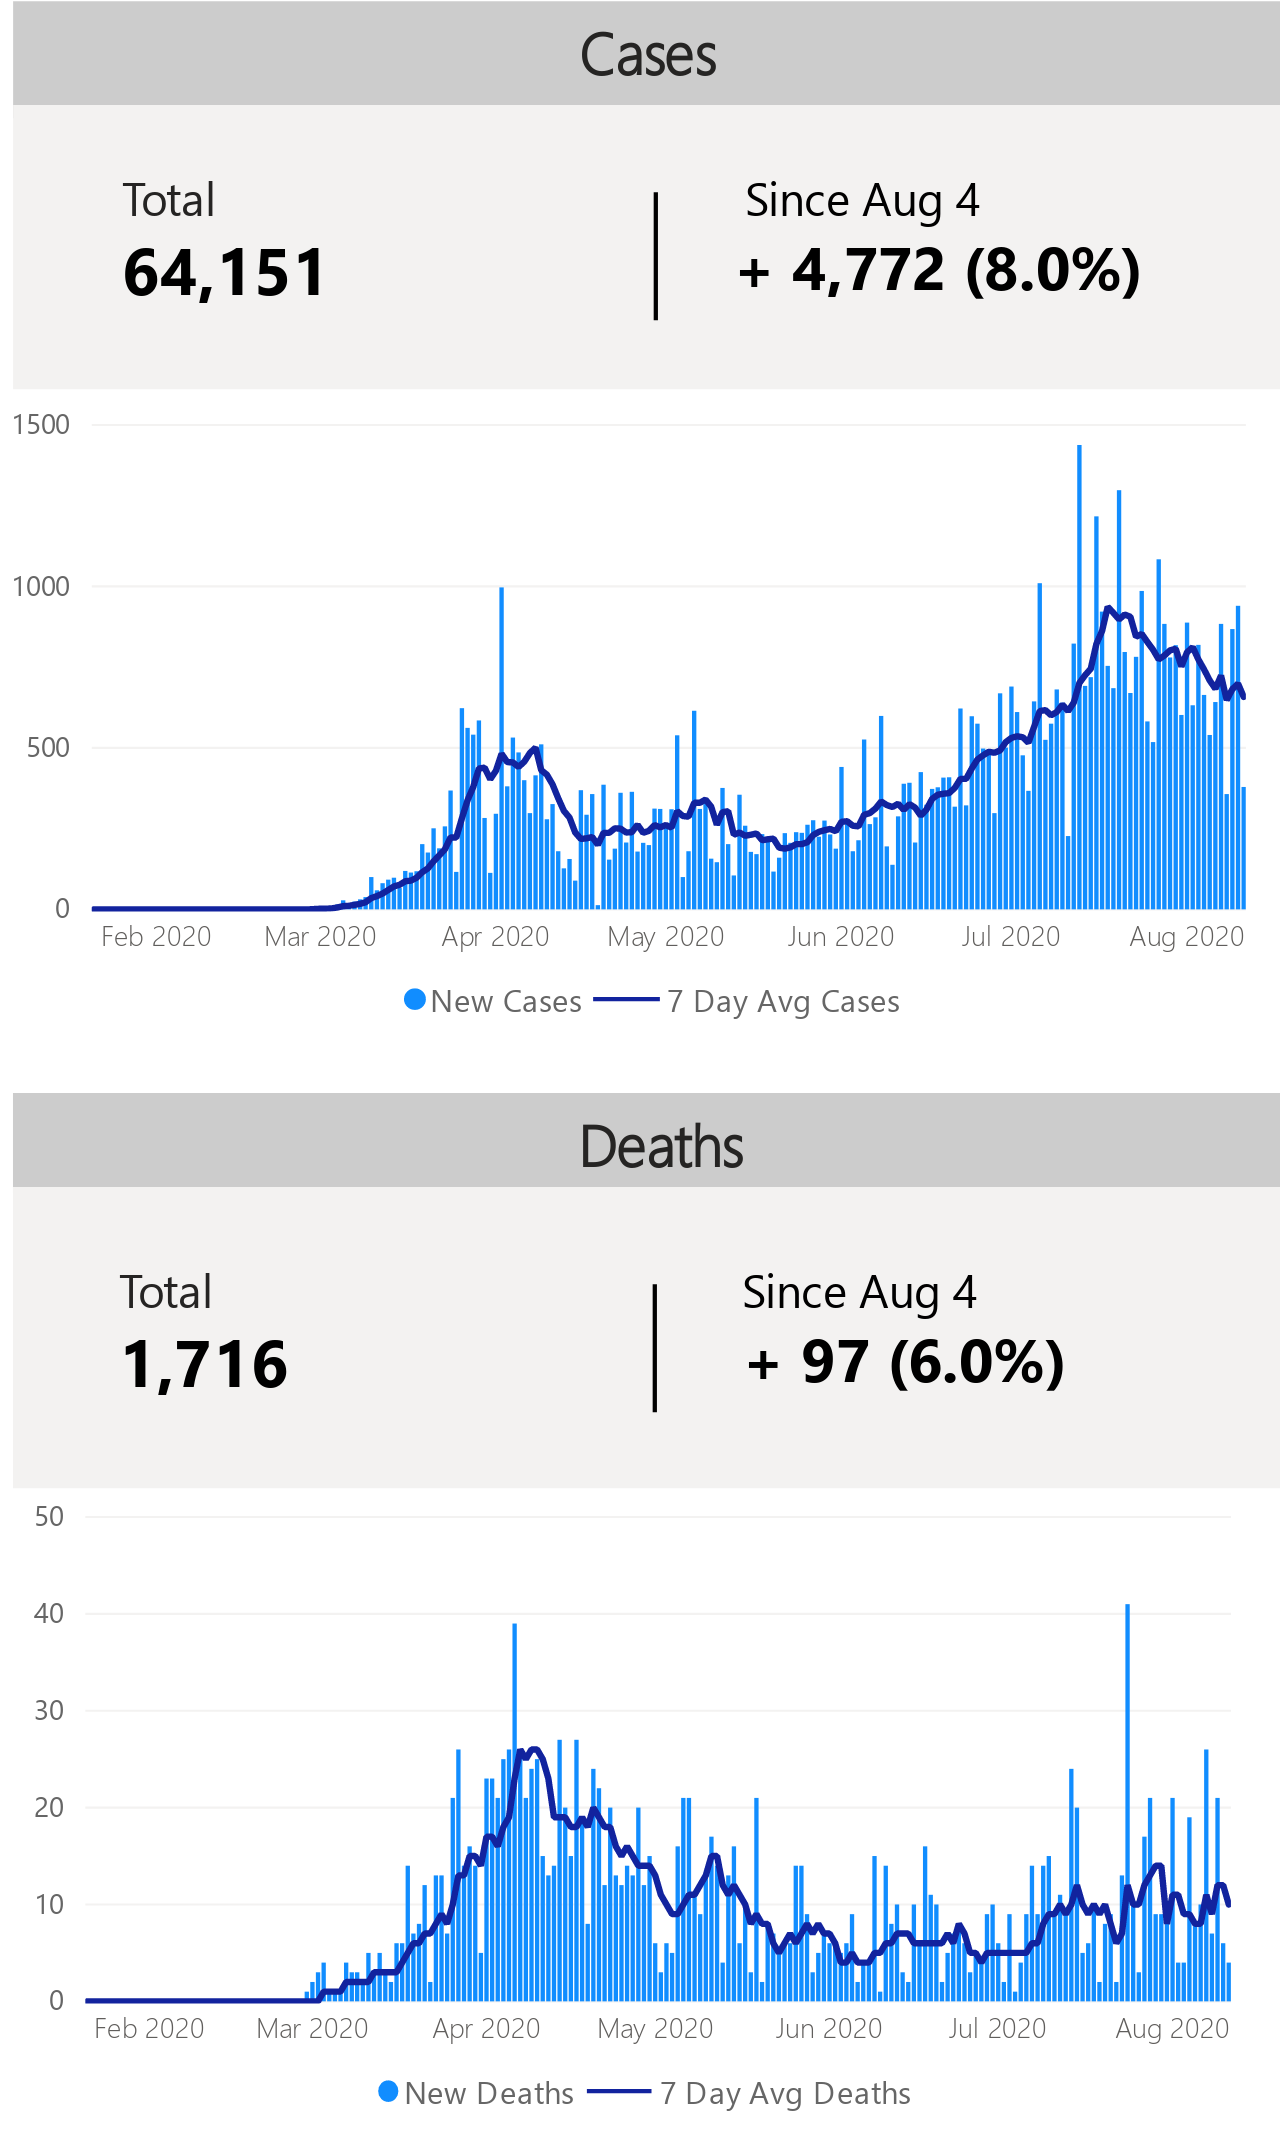 Cases
Total
Since Aug 4
64,151
+ 4,772 (8.0%)
1500
1000
500
0
Feb 2020 Mar 2020 Apr 2020 May 2020 Jun 2020 Jul 2020 Aug 2020
New Cases 7 Day Avg Cases
Deaths
Total
Since Aug 4
1,716
+ 97 (6.0%)
50
40
30
20
10
0
Feb 2020 Mar 2020 Apr 2020 May 2020 Jun 2020 Jul 2020 Aug 2020
New Deaths 7 Day Avg Deaths